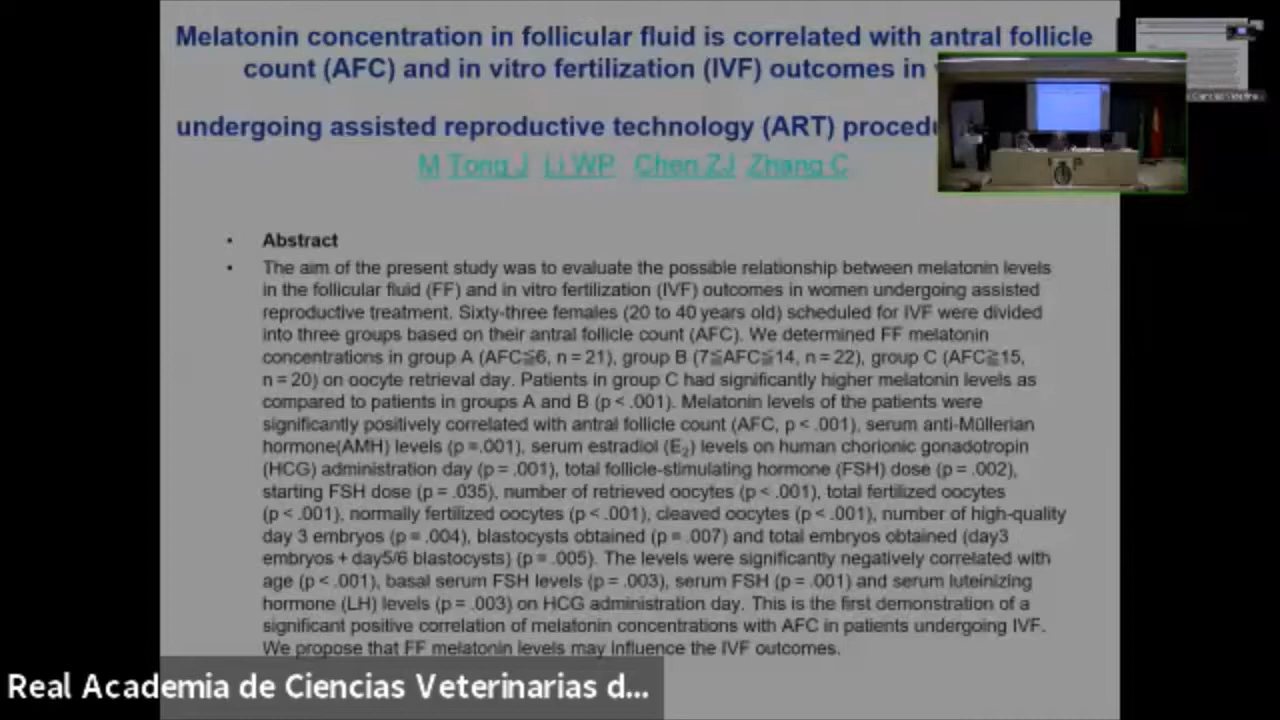 Melatonin concentration in follicular fluid is correlated with antral follicle
count (AFC) and in vitro fertilization (IVF) outcomes in
undergoing assisted reproductive technology (ART)
M Tong J Li WP Chen ZJ Zhang C
• Abstract
• The aim of the present study was to evaluate the possible relationship between melatonin levels
in the follicular fluid (FF) and in vitro fertilization (IVF) outcomes in women undergoing assisted
reproductive treatment. Sixty-three females (20 to 40 years old) scheduled for IVF were divided
into three groups based on their antral follicle count (AFC). We determined FF melatonin
concentrations in group A (AFC≦6, n = 21), group B (7≦AFC≦14, n = 22), group C (AFC≧15,
n = 20) on oocyte retrieval day. Patients in group C had significantly higher melatonin levels as
compared to patients in groups A and B (p < .001). Melatonin levels of the patients were
significantly positively correlated with antral follicle count (AFC, p < .001), serum anti-Müllerian
hormone(AMH) levels (p =.001), serum estradiol (E₂) levels on human chorionic gonadotropin
(HCG) administration day (p = .001), total follicle-stimulating hormone (FSH) dose (p = .002),
starting FSH dose (p = .035), number of retrieved oocytes (p < .001), total fertilized oocytes
(p < .001), normally fertilized oocytes (p < .001), cleaved oocytes (p < .001), number of high-quality
day 3 embryos (p = .004), blastocysts obtained (p = .007) and total embryos obtained (day3
embryos + day5/6 blastocysts) (p = .005). The levels were significantly negatively correlated with
age (p < .001), basal serum FSH levels (p = .003), serum FSH (p = .001) and serum luteinizing
hormone (LH) levels (p = .003) on HCG administration day. This is the first demonstration of a
significant positive correlation of melatonin concentrations with AFC in patients undergoing IVF.
We propose that FF melatonin levels may influence the IVF outcomes.
Real Academia de Ciencias Veterinarias d...